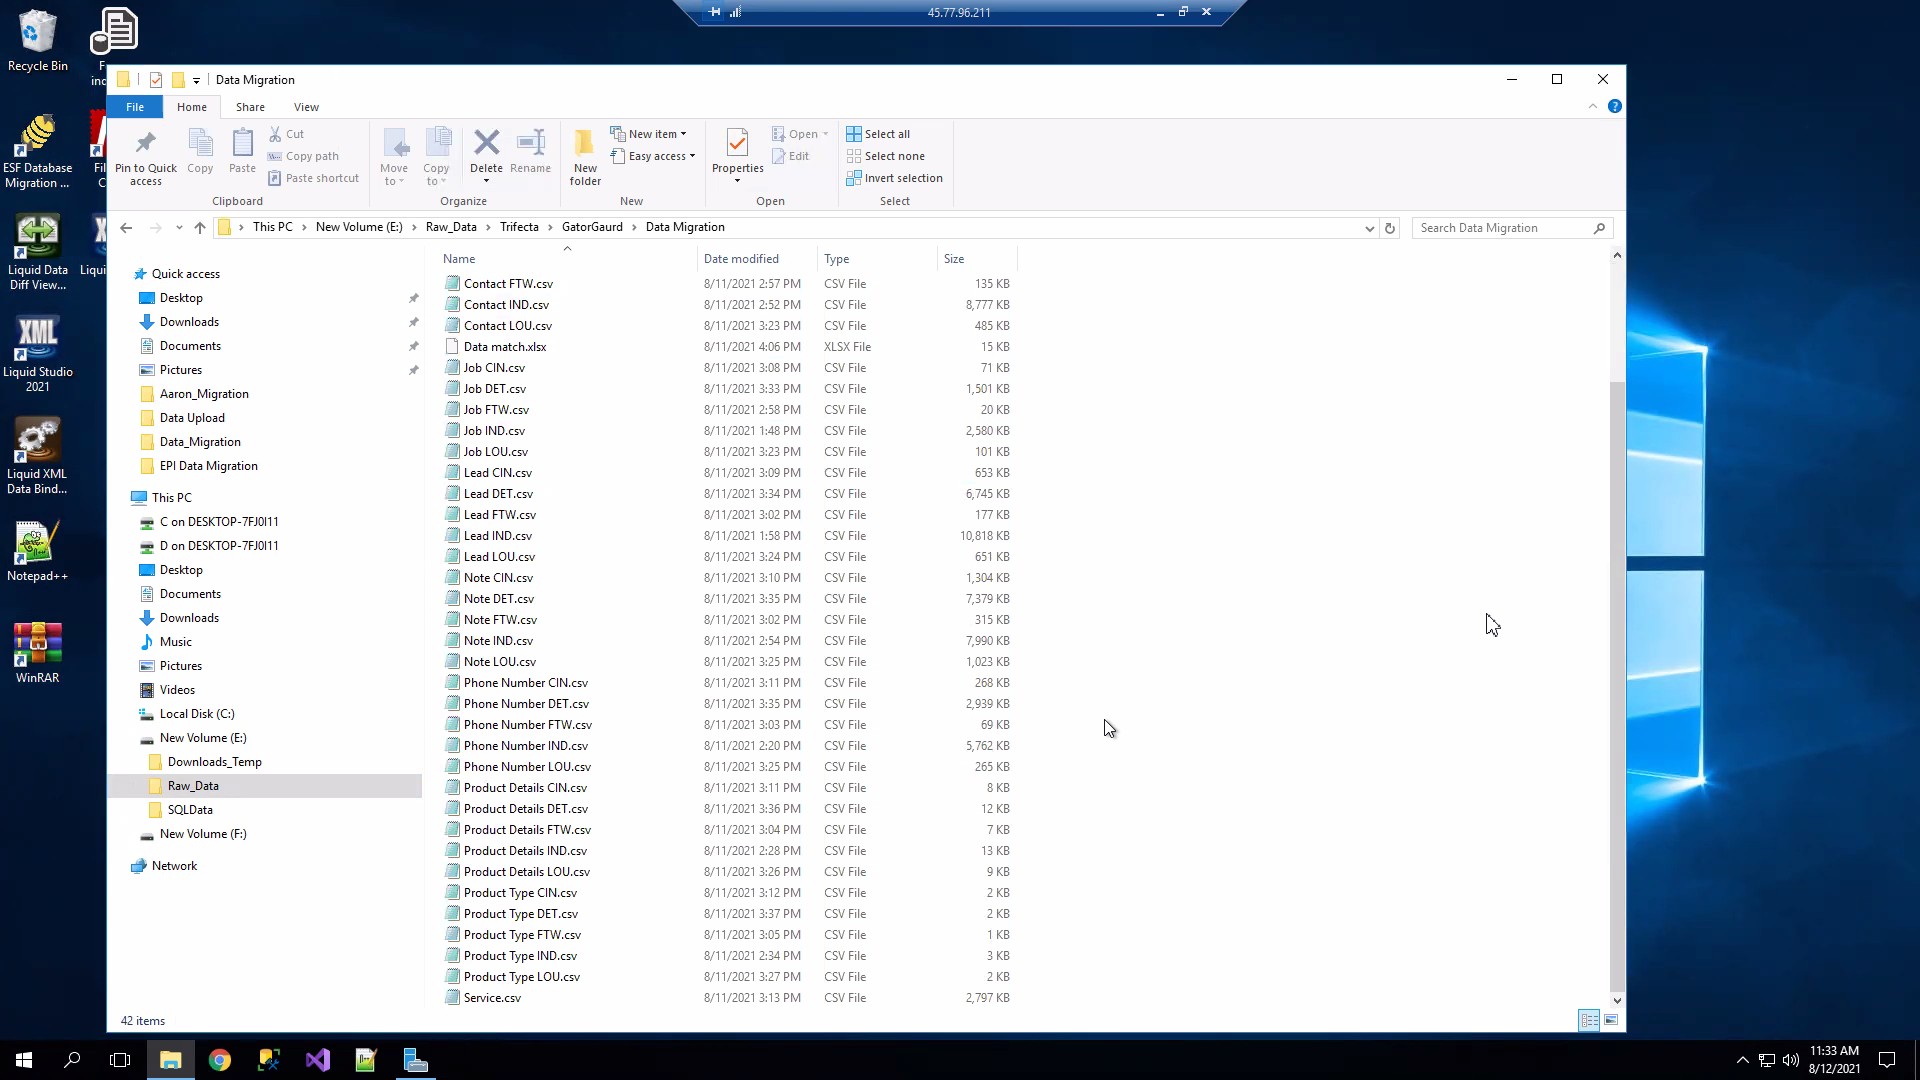 45.77.96.211
Recycle Bin
F
inc
ESF Database
Migration ...
Fil
C
Liquid Data
Diff View...
Liqui
XML
Liquid Studio
2021
Liquid XML
Data Bind...
Notepad++
WinRAR
Data Migration
File
Home
Share
View
Pin to Quick
access
Copy
Paste
Cut
Copy path
Paste shortcut
Clipboard
Move
to
Copy
to
Delete
Rename
Organize
New
folder
New item
Easy access
New
Properties
Open
Edit
Open
Select all
Select none
Invert selection
Select
This PC > New Volume (E:) > Raw_Data > Trifecta > GatorGaurd > Data Migration
Search Data Migration
Quick access
Desktop
Downloads
Documents
Pictures
Aaron_Migration
Data Upload
Data_Migration
EPI Data Migration
This PC
C on DESKTOP-7FJ0I11
D on DESKTOP-7FJ0I11
Desktop
Documents
Downloads
Music
Pictures
Videos
Local Disk (C:)
New Volume (E:)
Downloads_Temp
Raw_Data
SQLData
New Volume (F:)
Network
Name Date modified Type Size
Contact FTW.csv 8/11/2021 2:57 PM CSV File 135 KB
Contact IND.csv 8/11/2021 2:52 PM CSV File 8,777 KB
Contact LOU.csv 8/11/2021 3:23 PM CSV File 485 KB
Data match.xlsx 8/11/2021 4:06 PM XLSX File 15 KB
Job CIN.csv 8/11/2021 3:08 PM CSV File 71 KB
Job DET.csv 8/11/2021 3:33 PM CSV File 1,501 KB
Job FTW.csv 8/11/2021 2:58 PM CSV File 20 KB
Job IND.csv 8/11/2021 1:48 PM CSV File 2,580 KB
Job LOU.csv 8/11/2021 3:23 PM CSV File 101 KB
Lead CIN.csv 8/11/2021 3:09 PM CSV File 653 KB
Lead DET.csv 8/11/2021 3:34 PM CSV File 6,745 KB
Lead FTW.csv 8/11/2021 3:02 PM CSV File 177 KB
Lead IND.csv 8/11/2021 1:58 PM CSV File 10,818 KB
Lead LOU.csv 8/11/2021 3:24 PM CSV File 651 KB
Note CIN.csv 8/11/2021 3:10 PM CSV File 1,304 KB
Note DET.csv 8/11/2021 3:35 PM CSV File 7,379 KB
Note FTW.csv 8/11/2021 3:02 PM CSV File 315 KB
Note IND.csv 8/11/2021 2:54 PM CSV File 7,990 KB
Note LOU.csv 8/11/2021 3:25 PM CSV File 1,023 KB
Phone Number CIN.csv 8/11/2021 3:11 PM CSV File 268 KB
Phone Number DET.csv 8/11/2021 3:35 PM CSV File 2,939 KB
Phone Number FTW.csv 8/11/2021 3:03 PM CSV File 69 KB
Phone Number IND.csv 8/11/2021 2:20 PM CSV File 5,762 KB
Phone Number LOU.csv 8/11/2021 3:25 PM CSV File 265 KB
Product Details CIN.csv 8/11/2021 3:11 PM CSV File 8 KB
Product Details DET.csv 8/11/2021 3:36 PM CSV File 12 KB
Product Details FTW.csv 8/11/2021 3:04 PM CSV File 7 KB
Product Details IND.csv 8/11/2021 2:28 PM CSV File 13 KB
Product Details LOU.csv 8/11/2021 3:26 PM CSV File 9 KB
Product Type CIN.csv 8/11/2021 3:12 PM CSV File 2 KB
Product Type DET.csv 8/11/2021 3:37 PM CSV File 2 KB
Product Type FTW.csv 8/11/2021 3:05 PM CSV File 1 KB
Product Type IND.csv 8/11/2021 2:34 PM CSV File 3 KB
Product Type LOU.csv 8/11/2021 3:27 PM CSV File 2 KB
Service.csv 8/11/2021 3:13 PM CSV File 2,797 KB
42 items
11:33 AM
8/12/2021